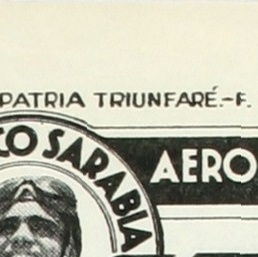 PATRIA TRIUNFARÉ.-F.
CO SARABIA
AERO